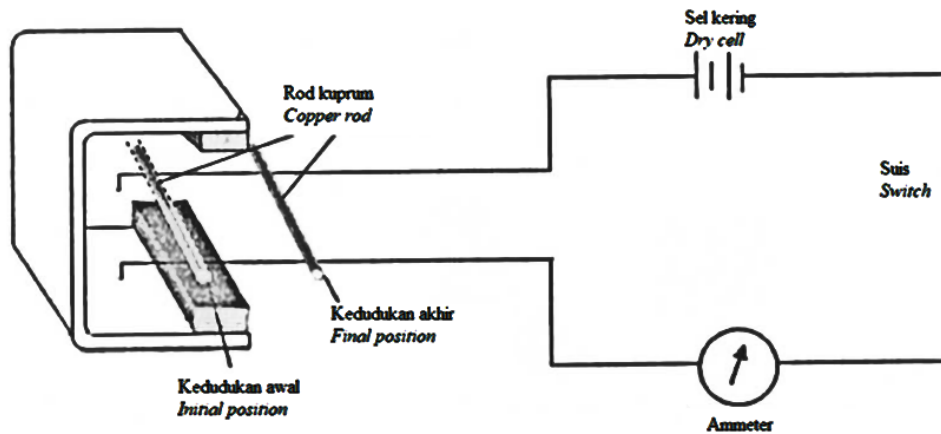 Sel kering
Dry cell
Rod kuprum
Copper rod
Suis
Switch
Kedudukan akhir
Final position
Kedudukan awal
Initial position
Ammeter